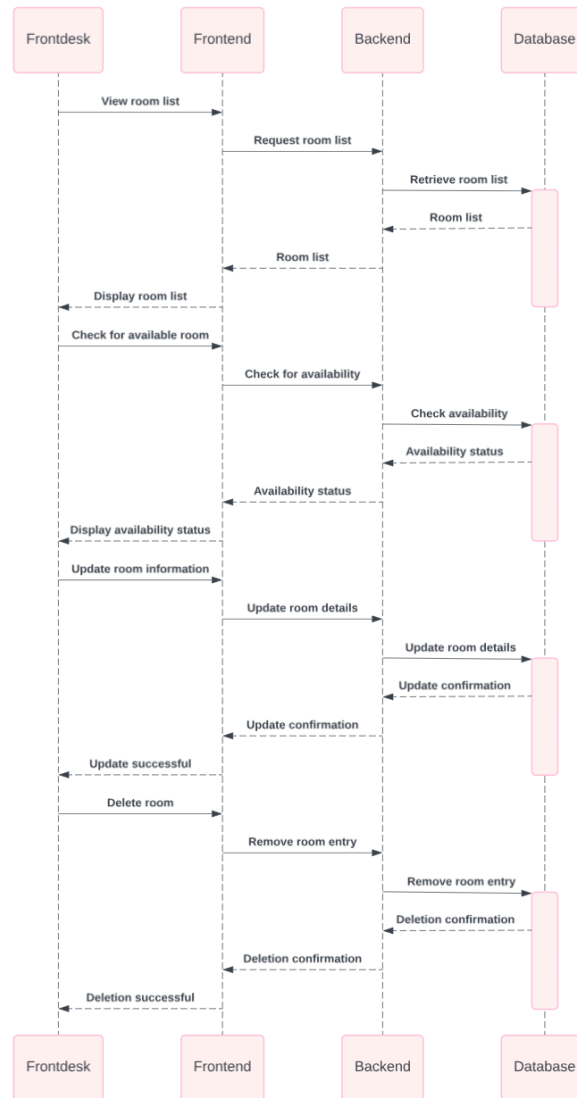 Frontdesk Frontend Backend Database
View room list
Request room list
Retrieve room list
Room list
Room list
Display room list
Check for available room
Check for availability
Check availability
Availability status
Availability status
Display availability status
Update room information
Update room details
Update room details
Update confirmation
Update confirmation
Update successful
Delete room
Remove room entry
Remove room entry
Deletion confirmation
Deletion confirmation
Deletion successful
Frontdesk Frontend Backend Database